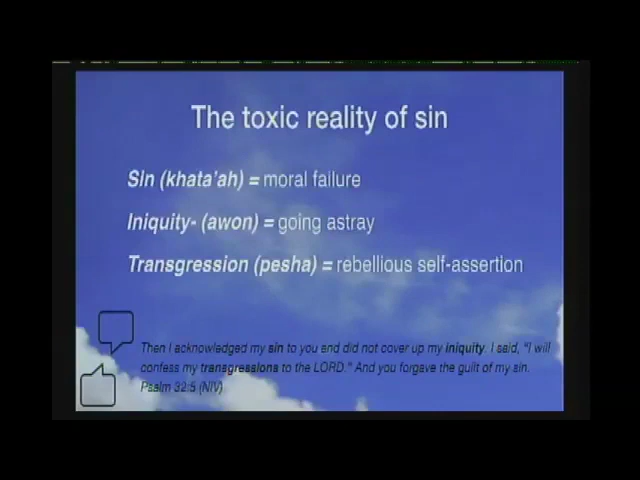 The toxic reality of sin
Sin (khata'ah) = moral failure
Iniquity- (awon) = going astray
Transgression (pesha) = rebellious self-assertion
Then I acknowledged my sin to you and did not cover up my iniquity. I said, "I will
confess my transgressions to the LORD." And you forgave the guilt of my sin.
Psalm 32:5 (NIV)